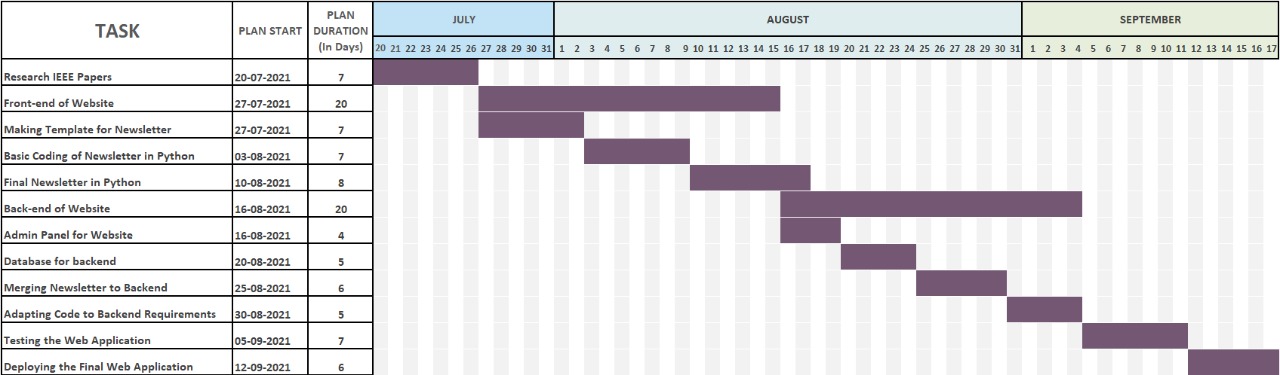 TASK PLAN START PLAN DURATION (In Days) JULY AUGUST SEPTEMBER
20 21 22 23 24 25 26 27 28 29 30 31 1 2 3 4 5 6 7 8 9 10 11 12 13 14 15 16 17 18 19 20 21 22 23 24 25 26 27 28 29 30 31 1 2 3 4 5 6 7 8 9 10 11 12 13 14 15 16 17
Research IEEE Papers 20-07-2021 7
Front-end of Website 27-07-2021 20
Making Template for Newsletter 27-07-2021 7
Basic Coding of Newsletter in Python 03-08-2021 7
Final Newsletter in Python 10-08-2021 8
Back-end of Website 16-08-2021 20
Admin Panel for Website 16-08-2021 4
Database for backend 20-08-2021 5
Merging Newsletter to Backend 25-08-2021 6
Adapting Code to Backend Requirements 30-08-2021 5
Testing the Web Application 05-09-2021 7
Deploying the Final Web Application 12-09-2021 6